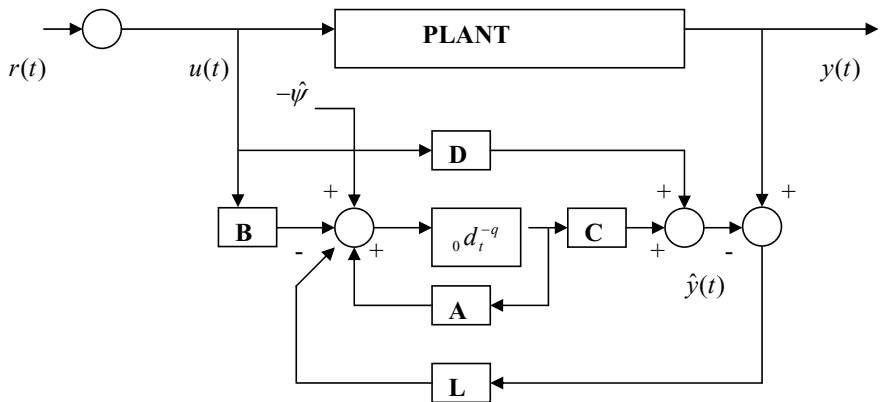 PLANT
r(t) u(t) y(t)
−ψ̂
D
+ + +
B - + ₀d_t^{-q} C + -
ŷ(t)
A
L